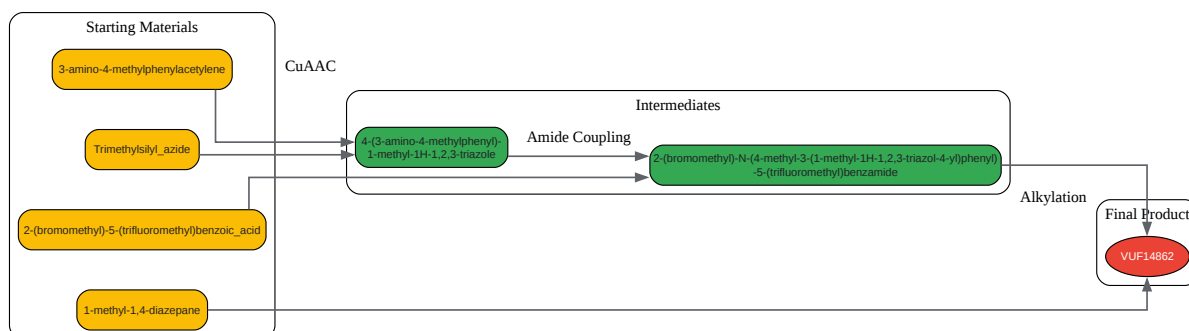 Starting Materials
3-amino-4-methylphenylacetylene
CuAAC
Intermediates
Trimethylsilyl_azide
4-(3-amino-4-methylphenyl)-
1-methyl-1H-1,2,3-triazole
Amide Coupling
2-(bromomethyl)-N-(4-methyl-3-(1-methyl-1H-1,2,3-triazol-4-yl)phenyl)
-5-(trifluoromethyl)benzamide
2-(bromomethyl)-5-(trifluoromethyl)benzoic_acid
Alkylation
Final Product
VUF14862
1-methyl-1,4-diazepane